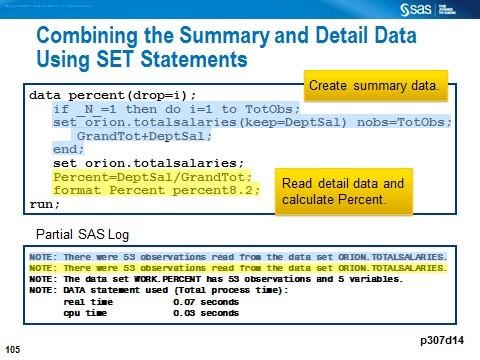 sas THE POWER TO KNOW.
Combining the Summary and Detail Data
Using SET Statements
Create summary data.
data percent(drop=i);
if _N_=1 then do i=1 to TotObs;
set orion.totalsalaries(keep=DeptSal) nobs=TotObs;
GrandTot+DeptSal;
end;
set orion.totalsalaries;
Percent=DeptSal/GrandTot;
format Percent percent8.2;
run;
Read detail data and
calculate Percent.
Partial SAS Log
NOTE: There were 53 observations read from the data set ORION.TOTALSALARIES.
NOTE: There were 53 observations read from the data set ORION.TOTALSALARIES.
NOTE: The data set WORK.PERCENT has 53 observations and 5 variables.
NOTE: DATA statement used (Total process time):
real time 0.07 seconds
cpu time 0.03 seconds
105
p307d14